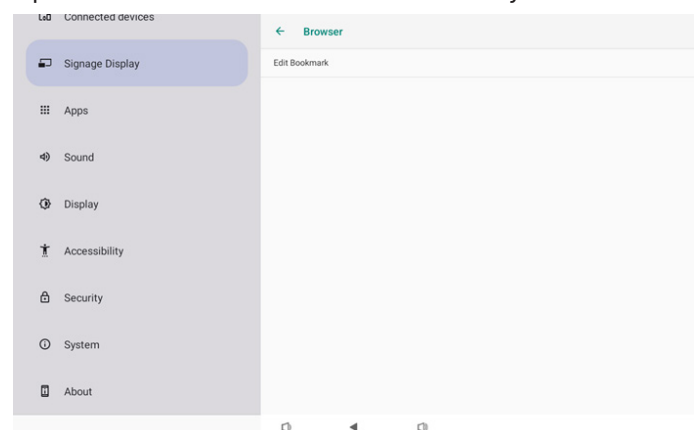 Connected devices
Signage Display
Apps
Sound
Display
Accessibility
Security
System
About
Browser
Edit Bookmark